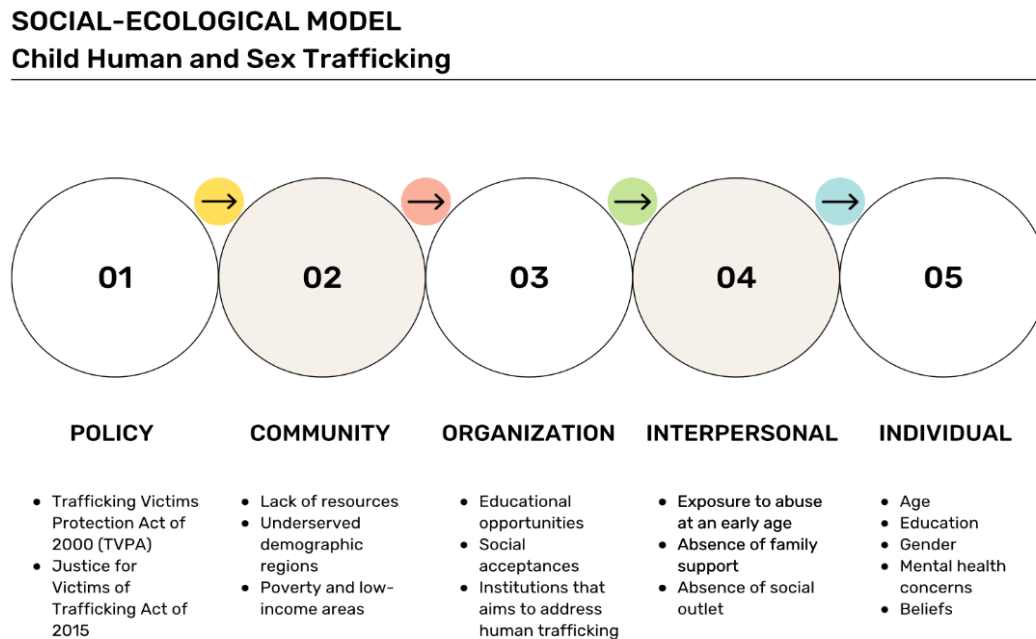 SOCIAL-ECOLOGICAL MODEL
Child Human and Sex Trafficking
01
02
03
04
05
POLICY
• Trafficking Victims
Protection Act of
2000 (TVPA)
• Justice for
Victims of
Trafficking Act of
2015
COMMUNITY
• Lack of resources
• Underserved
demographic
regions
• Poverty and low-
income areas
ORGANIZATION
• Educational
opportunities
• Social
acceptances
• Institutions that
aims to address
human trafficking
INTERPERSONAL
• Exposure to abuse
at an early age
• Absence of family
support
• Absence of social
outlet
INDIVIDUAL
• Age
• Education
• Gender
• Mental health
concerns
• Beliefs